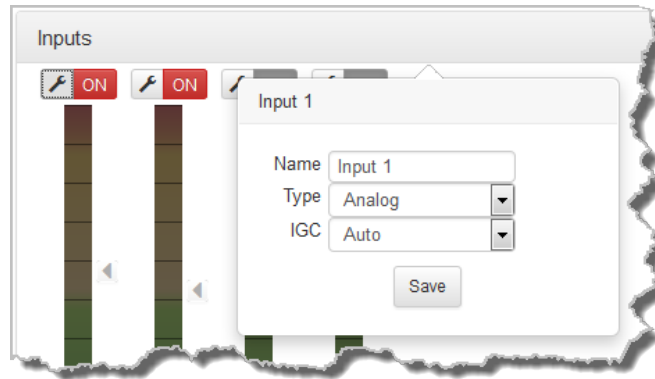 Inputs
ON ON
Input 1
Name Input 1
Type Analog
IGC Auto
Save